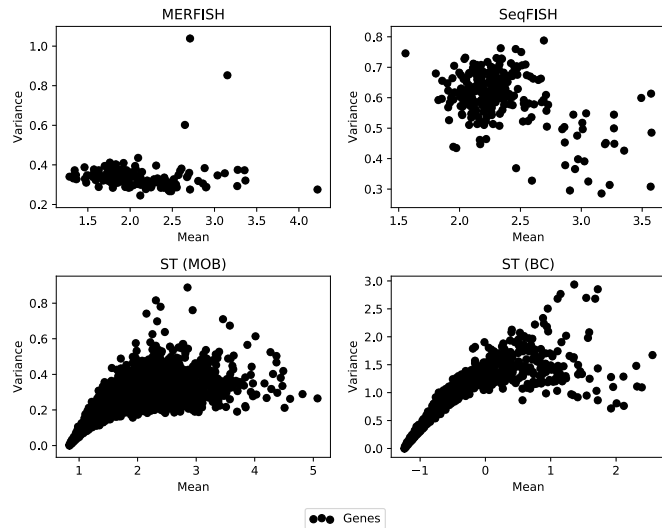 MERFISH
SeqFISH
1.0
0.8
0.6
0.4
0.2
Variance
1.5 2.0 2.5 3.0 3.5 4.0
Mean
0.8
0.7
0.6
0.5
0.4
0.3
Variance
1.5 2.0 2.5 3.0 3.5
Mean
ST (MOB)
ST (BC)
0.8
0.6
0.4
0.2
0.0
Variance
1 2 3 4 5
Mean
3.0
2.5
2.0
1.5
1.0
0.5
0.0
Variance
−1 0 1 2
Mean
Genes